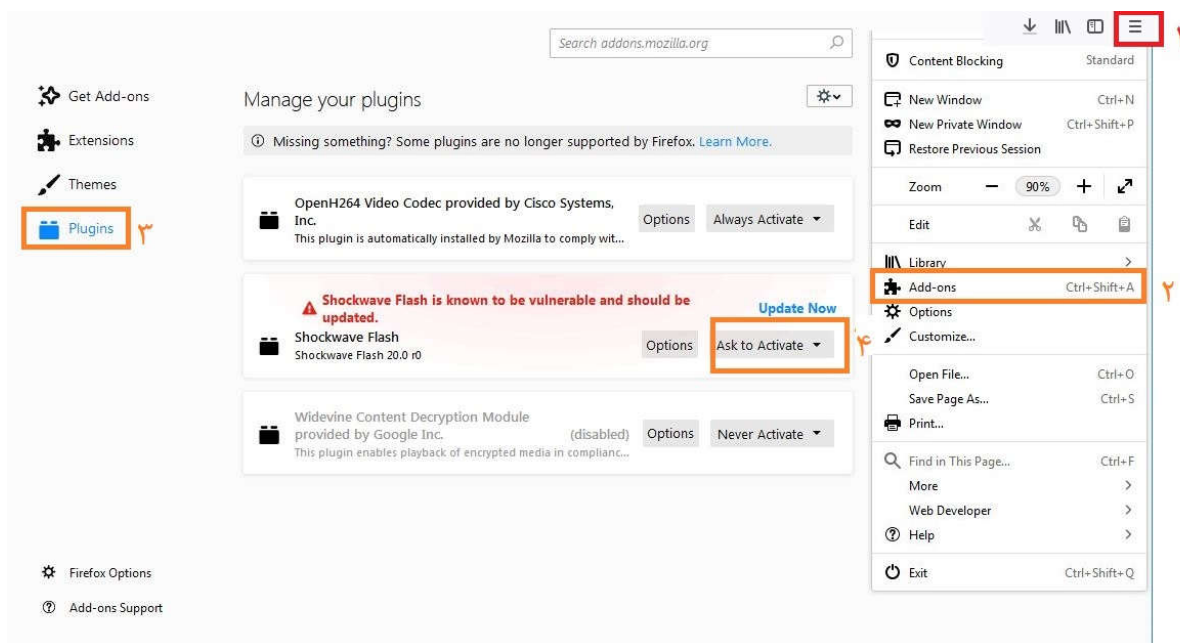 Search addons.mozilla.org
Get Add-ons
Extensions
Themes
Plugins
۳
Manage your plugins
Missing something? Some plugins are no longer supported by Firefox. Learn More.
OpenH264 Video Codec provided by Cisco Systems,
Inc.
This plugin is automatically installed by Mozilla to comply wit...
Options
Always Activate
Shockwave Flash is known to be vulnerable and should be
updated.
Update Now
Shockwave Flash
Shockwave Flash 20.0 r0
Options
Ask to Activate
۴
Widevine Content Decryption Module
provided by Google Inc.
(disabled)
This plugin enables playback of encrypted media in complianc...
Options
Never Activate
Firefox Options
Add-ons Support
Content Blocking Standard
New Window Ctrl+N
New Private Window Ctrl+Shift+P
Restore Previous Session
Zoom 90%
Edit
Library
Add-ons Ctrl+Shift+A
۲
Options
Customize...
Open File... Ctrl+O
Save Page As... Ctrl+S
Print...
Find in This Page... Ctrl+F
More
Web Developer
Help
Exit Ctrl+Shift+Q